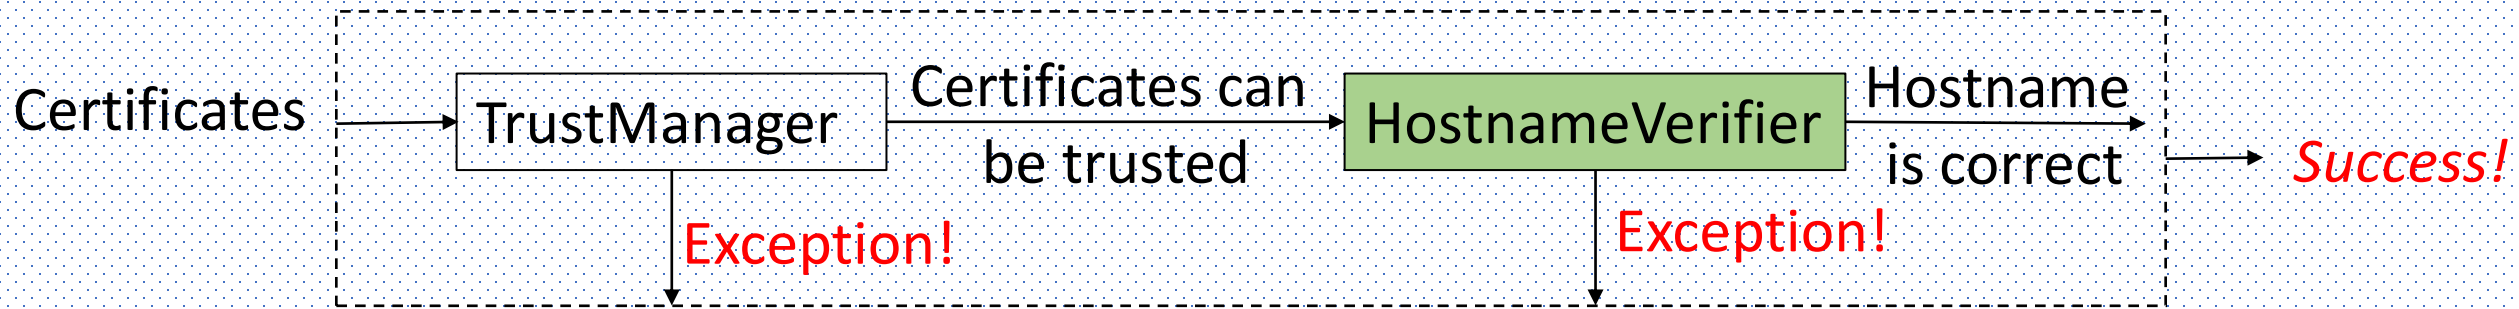 Certificates
TrustManager
Certificates can
be trusted
HostnameVerifier
Hostname
is correct
Success!
Exception!
Exception!